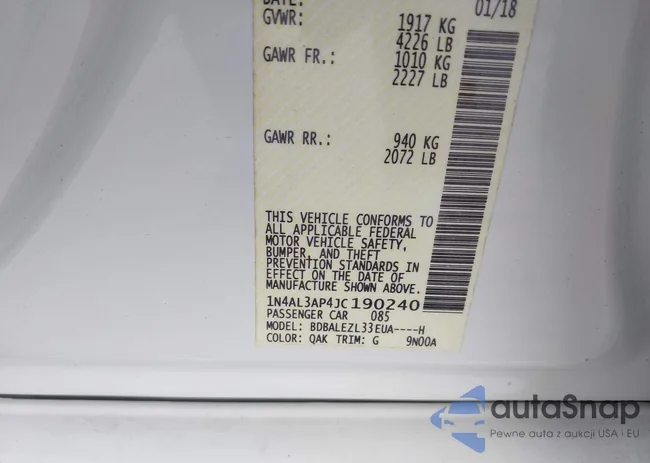 DATE: 01/18
GVWR: 1917 KG
4226 LB
GAWR FR.: 1010 KG
2227 LB
GAWR RR.: 940 KG
2072 LB
THIS VEHICLE CONFORMS TO
ALL APPLICABLE FEDERAL
MOTOR VEHICLE SAFETY,
BUMPER, AND THEFT
PREVENTION STANDARDS IN
EFFECT ON THE DATE OF
MANUFACTURE SHOWN ABOVE.
1N4AL3AP4JC190240
PASSENGER CAR 085
MODEL: BDBALEZL33EUA----H
COLOR: QAK TRIM: G 9N00A
autoSnap
Pewne auta z aukcji USA i EU